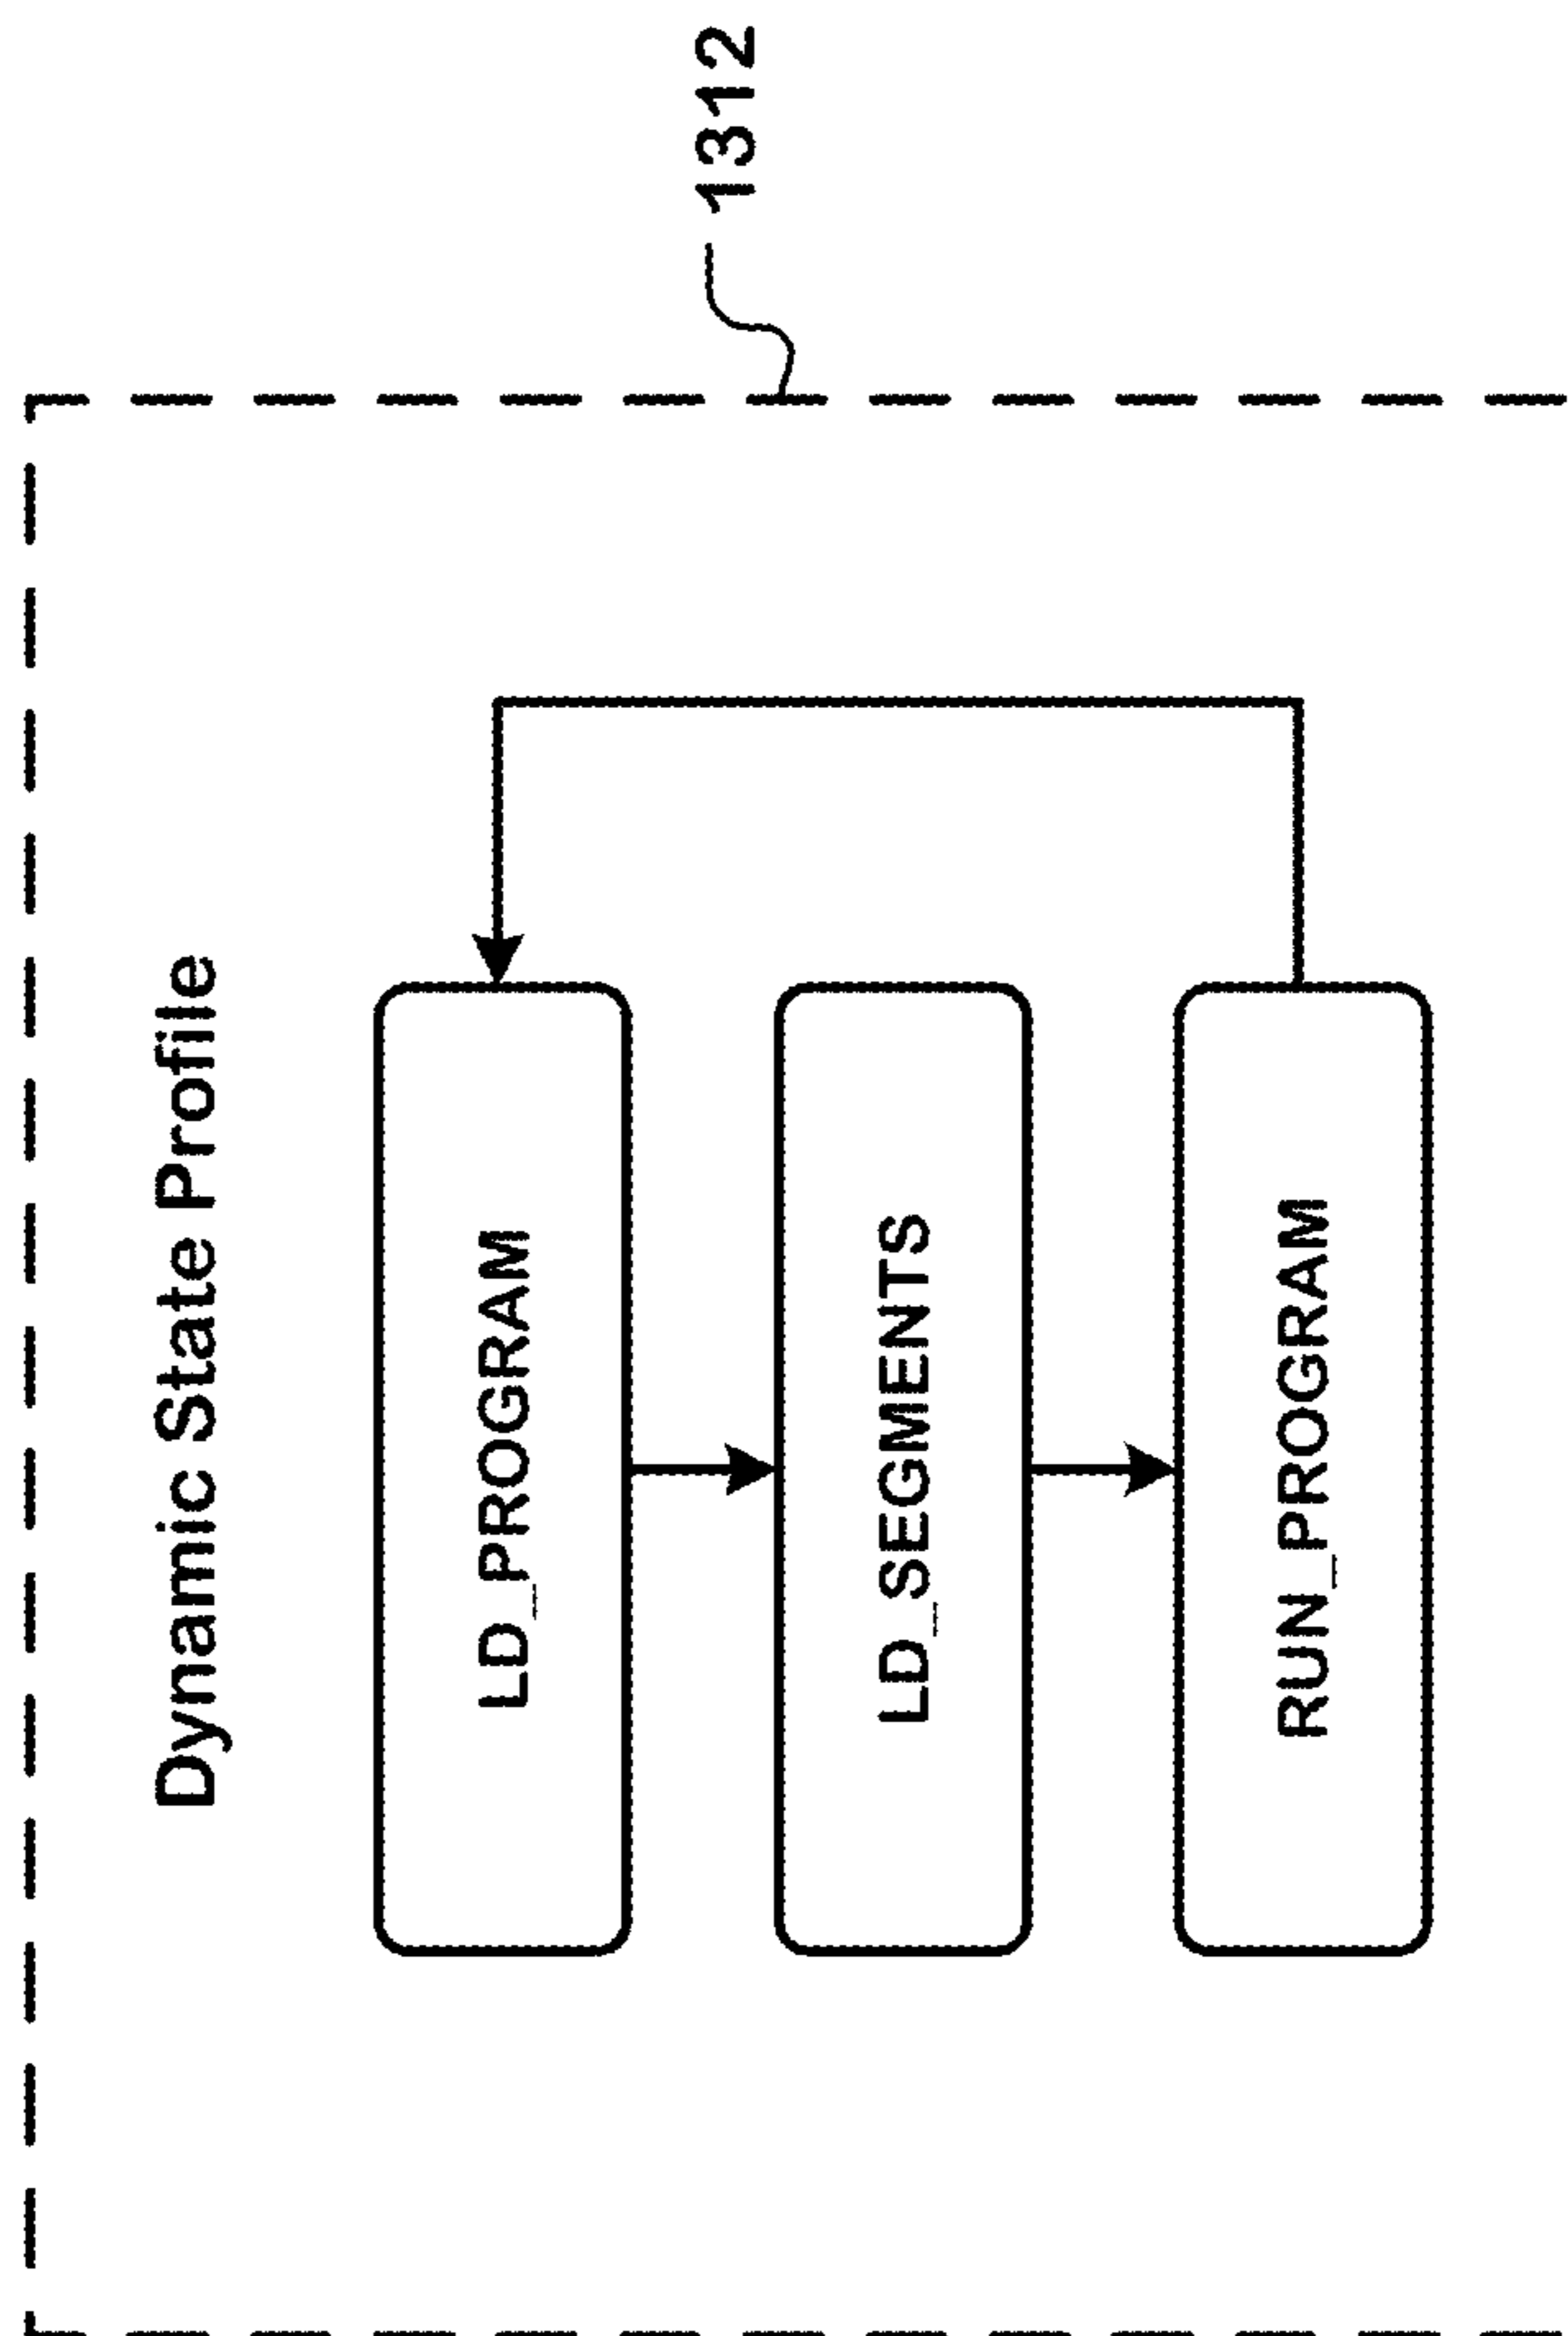 Dynamic State Profile
LD_PROGRAM
LD_SEGMENTS
RUN_PROGRAM
1312